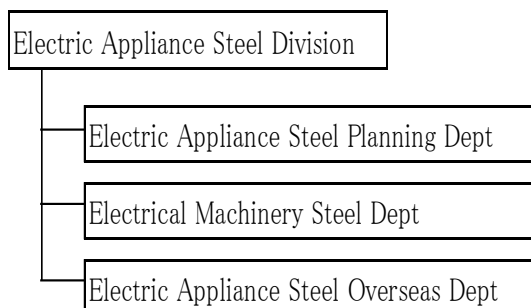 Electric Appliance Steel Division
Electric Appliance Steel Planning Dept
Electrical Machinery Steel Dept
Electric Appliance Steel Overseas Dept